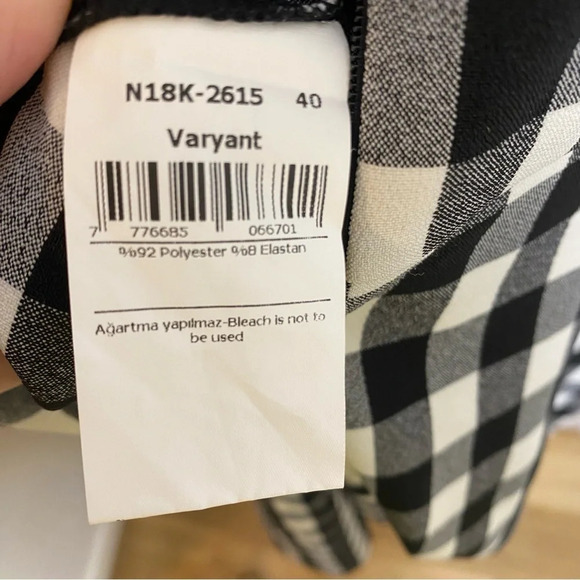 N18K-2615 40
Varyant
7 776685 066701
%92 Polyester %8 Elastan
Ağartma yapılmaz-Bleach is not to
be used